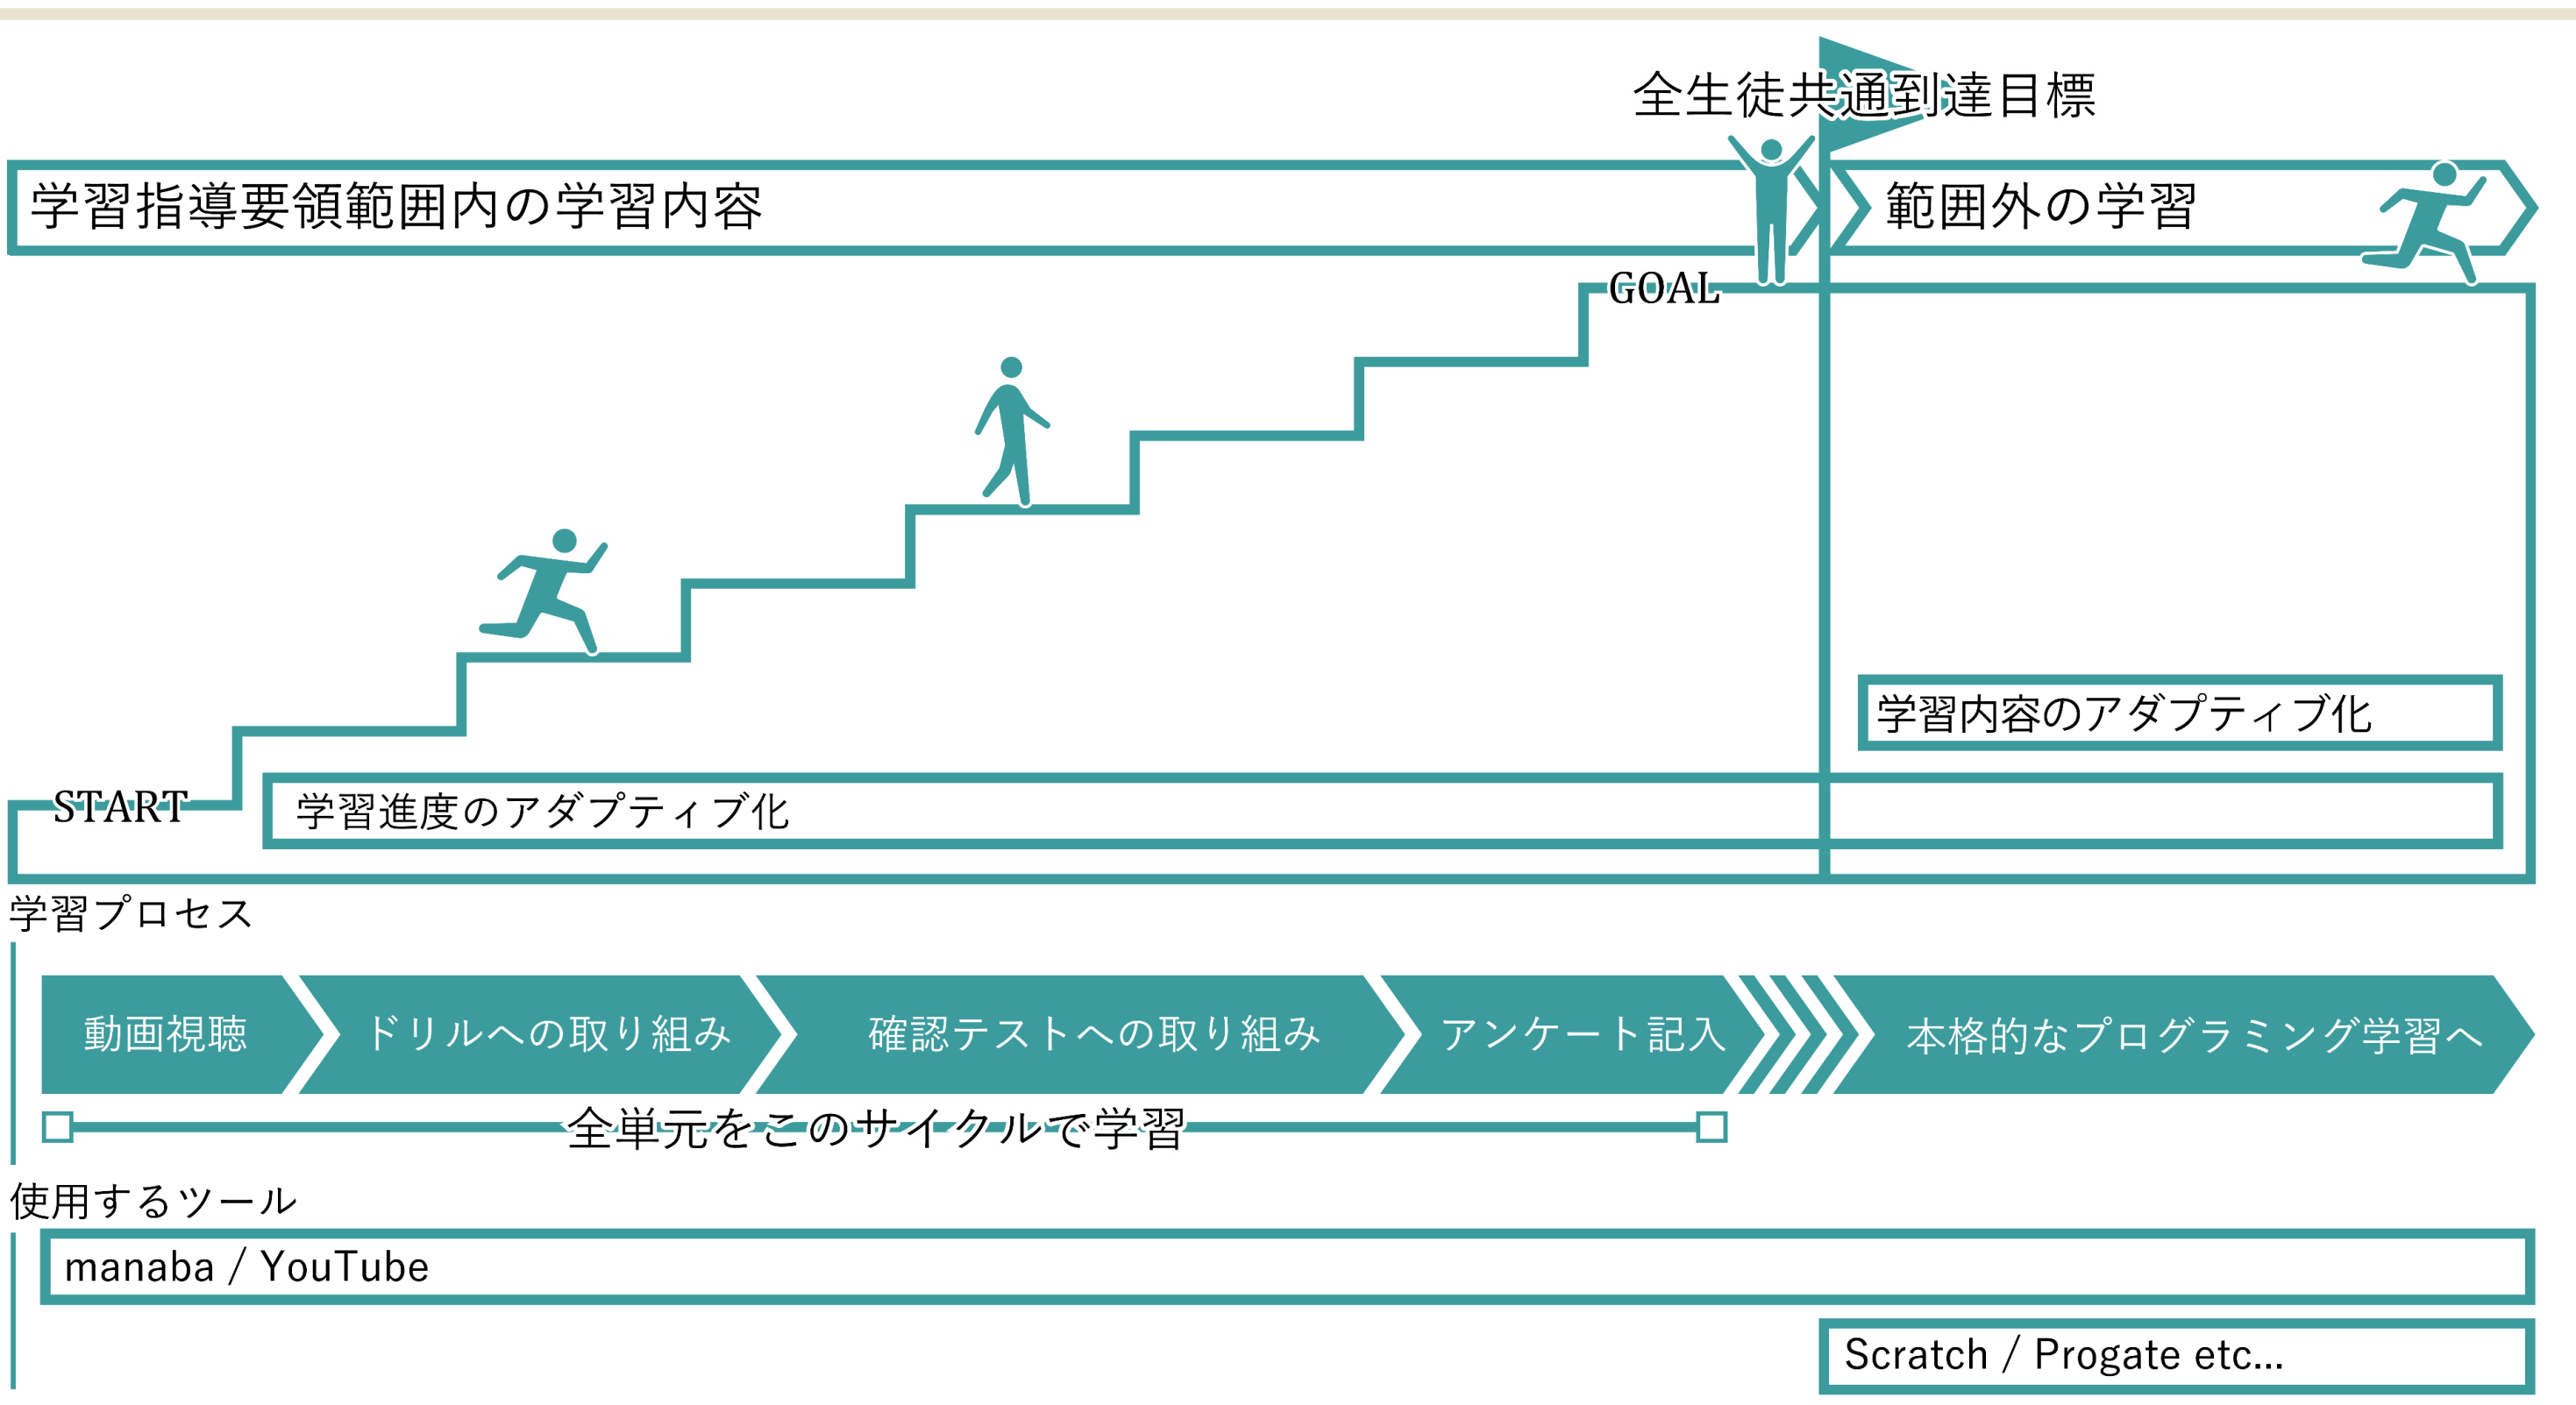 全生徒共通到達目標
学習指導要領範囲内の学習内容
範囲外の学習
GOAL
学習内容のアダプティブ化
START
学習進度のアダプティブ化
学習プロセス
動画視聴
ドリルへの取り組み
確認テストへの取り組み
アンケート記入
本格的なプログラミング学習へ
全単元をこのサイクルで学習
使用するツール
manaba / YouTube
Scratch / Progate etc...